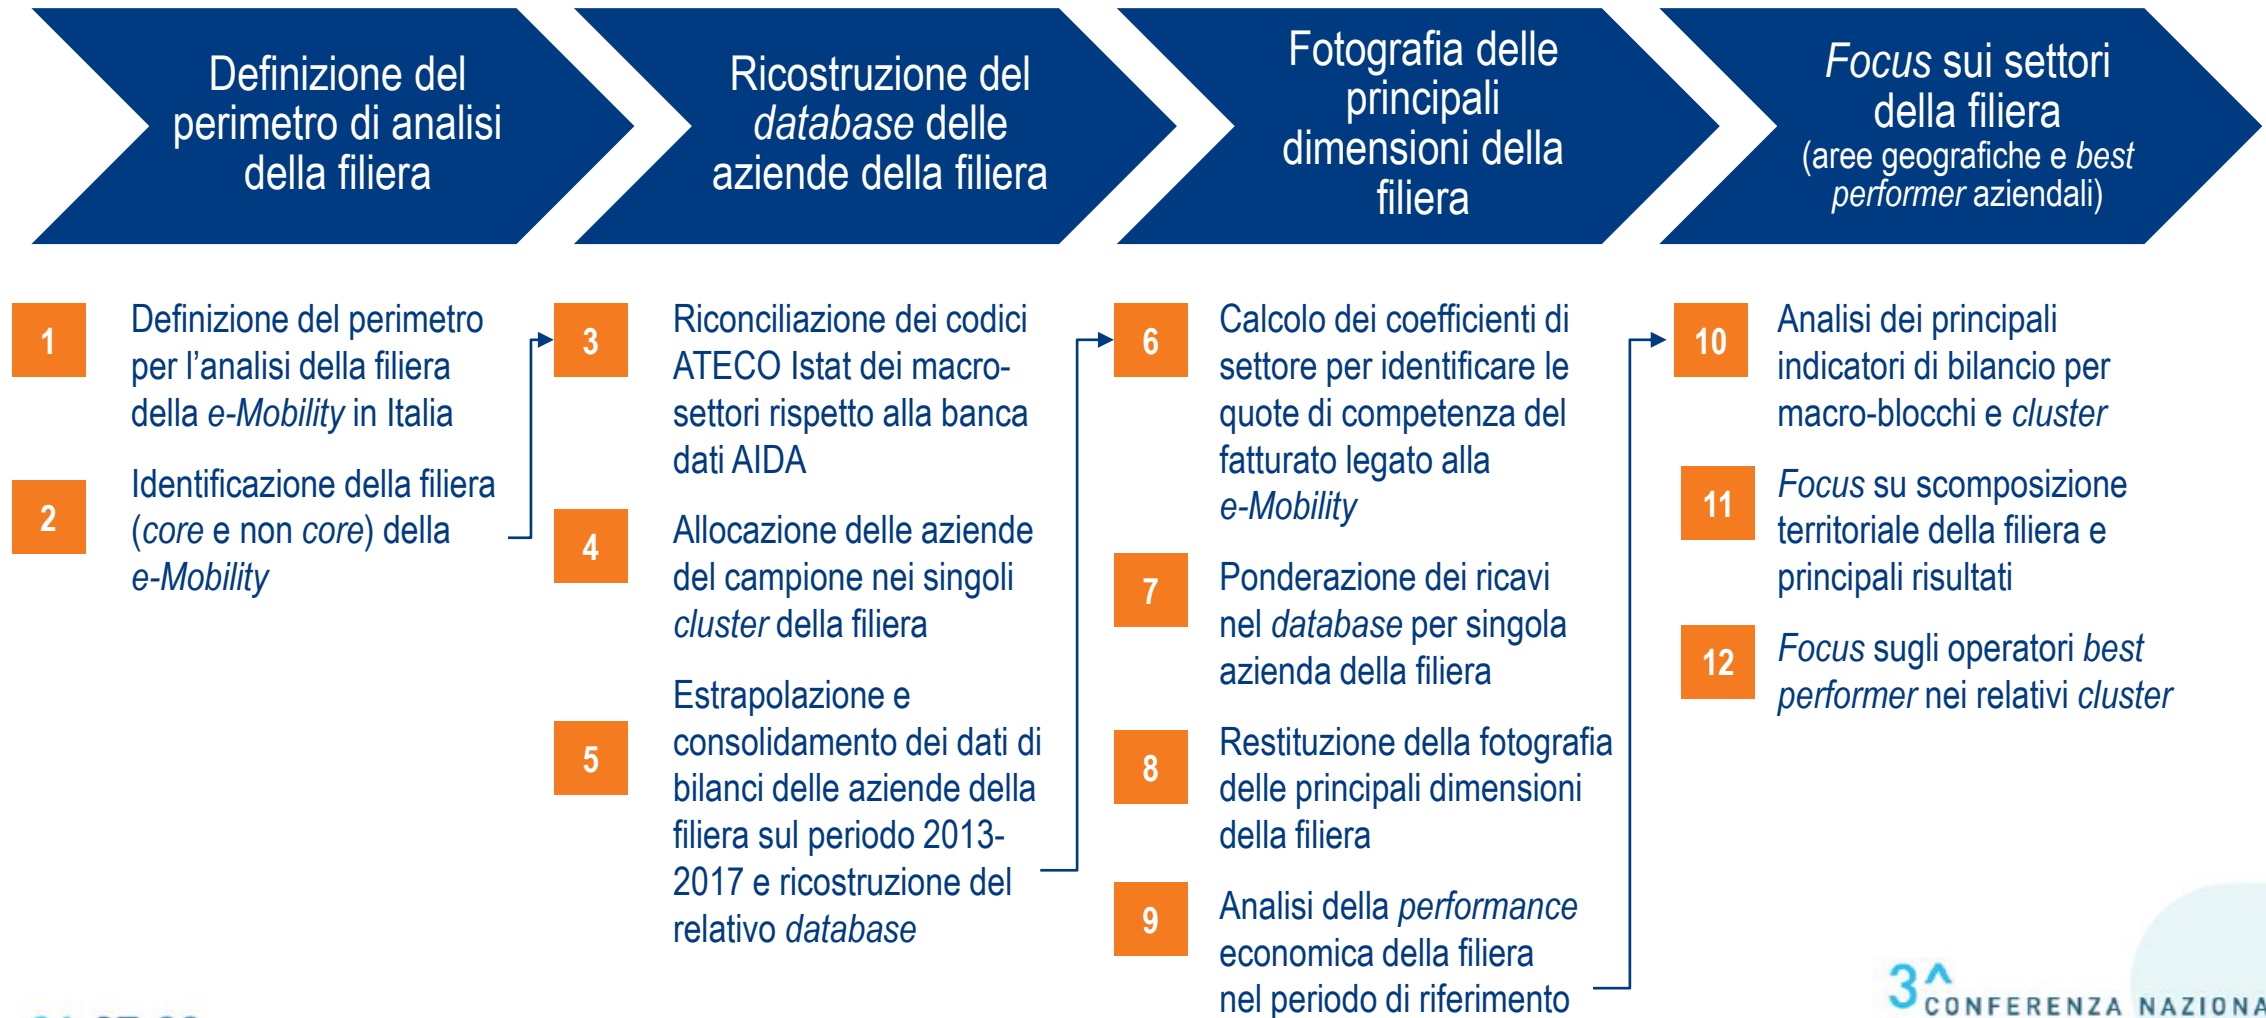 Definizione del
perimetro di analisi
della filiera
Ricostruzione del
database delle
aziende della filiera
Fotografia delle
principali
dimensioni della
filiera
Focus sui settori
della filiera
(aree geografiche e best
performer aziendali)
1
Definizione del perimetro
per l’analisi della filiera
della e-Mobility in Italia
2
Identificazione della filiera
(core e non core) della
e-Mobility
3
Riconciliazione dei codici
ATECO Istat dei macro-
settori rispetto alla banca
dati AIDA
4
Allocazione delle aziende
del campione nei singoli
cluster della filiera
5
Estrapolazione e
consolidamento dei dati di
bilanci delle aziende della
filiera sul periodo 2013-
2017 e ricostruzione del
relativo database
6
Calcolo dei coefficienti di
settore per identificare le
quote di competenza del
fatturato legato alla
e-Mobility
7
Ponderazione dei ricavi
nel database per singola
azienda della filiera
8
Restituzione della fotografia
delle principali dimensioni
della filiera
9
Analisi della performance
economica della filiera
nel periodo di riferimento
10
Analisi dei principali
indicatori di bilancio per
macro-blocchi e cluster
11
Focus su scomposizione
territoriale della filiera e
principali risultati
12
Focus sugli operatori best
performer nei relativi cluster
3^
CONFERENZA NAZIONA